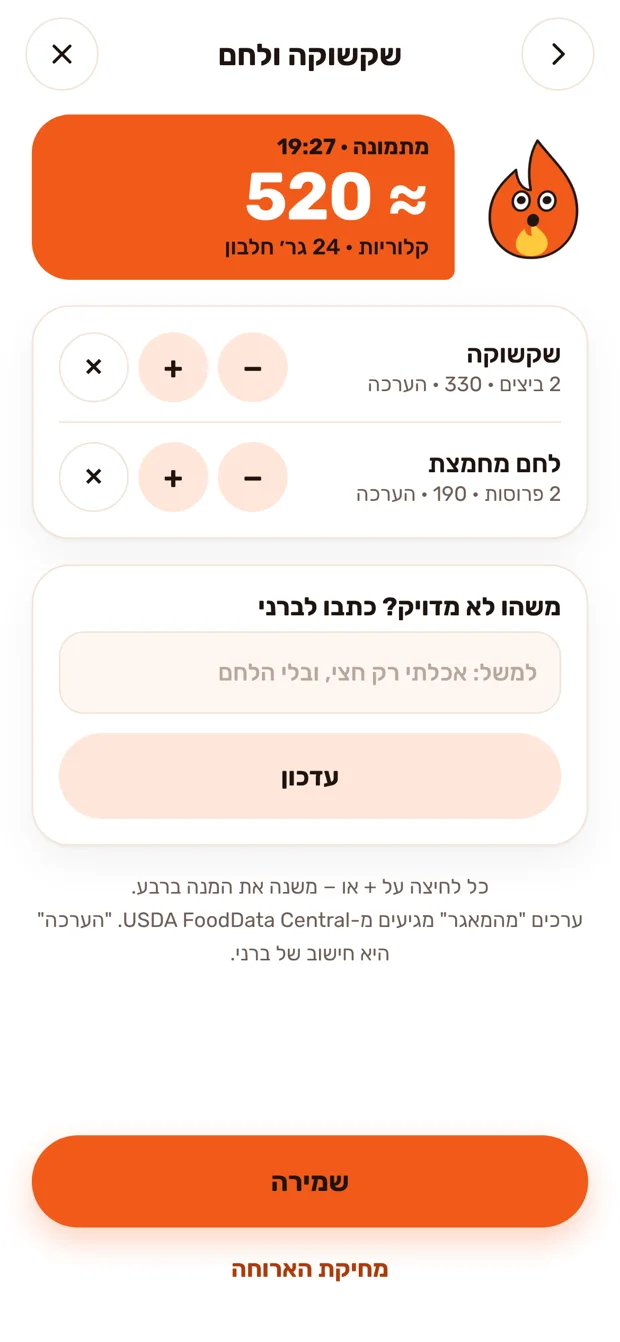 שקשוקה ולחם
מתמונה • 19:27
≈ 520
קלוריות • 24 גר׳ חלבון
שקשוקה
2 ביצים • 330 • הערכה
− + ×
לחם מחמצת
2 פרוסות • 190 • הערכה
− + ×
משהו לא מדויק? כתבו לברני
למשל: אכלתי רק חצי, ובלי הלחם
עדכון
כל לחיצה על + או − משנה את המנה ברבע.
ערכים "מהמאגר" מגיעים מ-USDA FoodData Central. "הערכה"
היא חישוב של ברני.
שמירה
מחיקת הארוחה